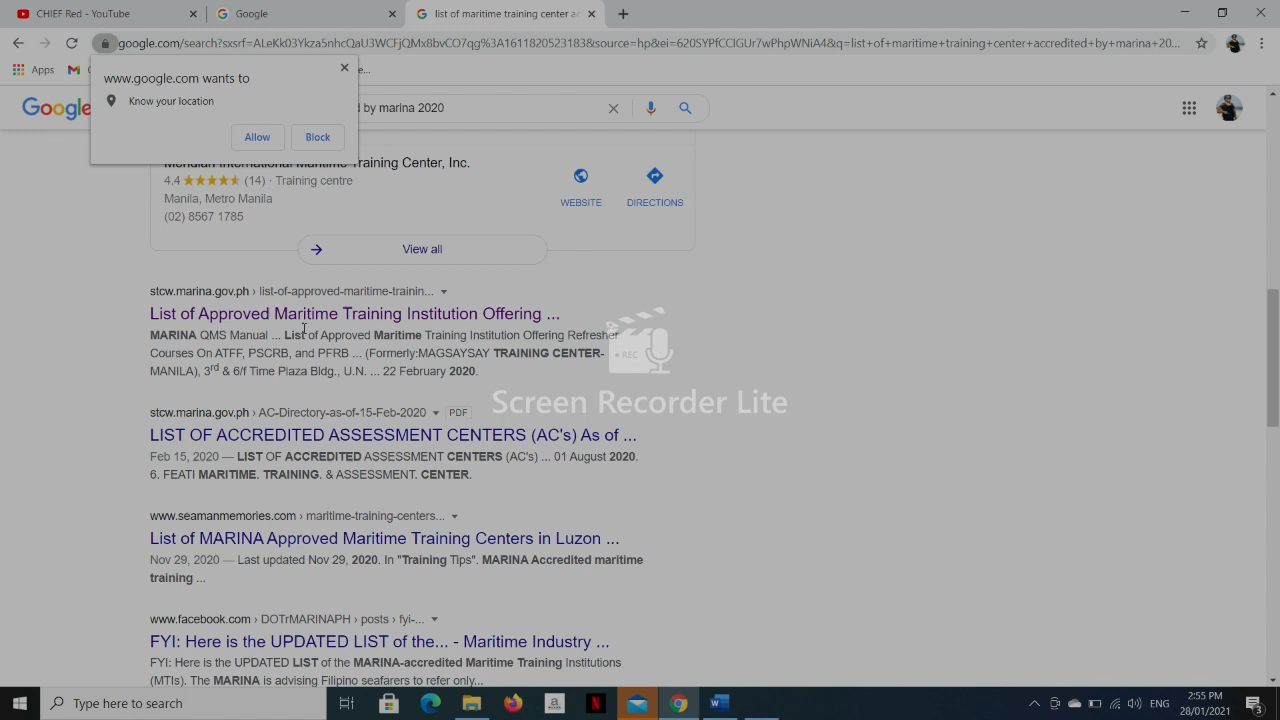 CHIEF Red - YouTube
Google
list of maritime training center ac
google.com/search?sxsrf=ALeKk03Ykza5nhcQaU3WCFjQMx8bvCO7qg%3A1611820523183&source=hp&ei=620SYPfCCIGUr7wPhpWNiA4&q=list+of+maritime+training+center+accredited+by+marina+20...
Apps
www.google.com wants to
Know your location
Allow
Block
Google
d by marina 2020
Meridian International Maritime Training Center, Inc.
4.4 (14) · Training centre
Manila, Metro Manila
(02) 8567 1785
WEBSITE
DIRECTIONS
View all
stcw.marina.gov.ph › list-of-approved-maritime-trainin...
List of Approved Maritime Training Institution Offering ...
MARINA QMS Manual ... List of Approved Maritime Training Institution Offering Refresher
Courses On ATFF, PSCRB, and PFRB ... (Formerly:MAGSAYSAY TRAINING CENTER-
MANILA), 3rd & 6/f Time Plaza Bldg., U.N. ... 22 February 2020.
stcw.marina.gov.ph › AC-Directory-as-of-15-Feb-2020 PDF
LIST OF ACCREDITED ASSESSMENT CENTERS (AC's) As of ...
Feb 15, 2020 — LIST OF ACCREDITED ASSESSMENT CENTERS (AC's) ... 01 August 2020.
6. FEATI MARITIME. TRAINING. & ASSESSMENT. CENTER.
www.seamanmemories.com › maritime-training-centers...
List of MARINA Approved Maritime Training Centers in Luzon ...
Nov 29, 2020 — Last updated Nov 29, 2020. In "Training Tips". MARINA Accredited maritime
training ...
www.facebook.com › DOTrMARINAPH › posts › fyi-...
FYI: Here is the UPDATED LIST of the... - Maritime Industry ...
FYI: Here is the UPDATED LIST of the MARINA-accredited Maritime Training Institutions
(MTIs). The MARINA is advising Filipino seafarers to refer only...
REC
Screen Recorder Lite
Type here to search
2:55 PM
28/01/2021
3